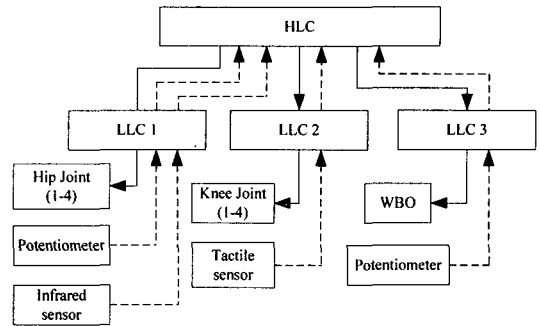 HLC
LLC 1
LLC 2
LLC 3
Hip Joint
(1-4)
Knee Joint
(1-4)
WBO
Potentiometer
Tactile
sensor
Potentiometer
Infrared
sensor